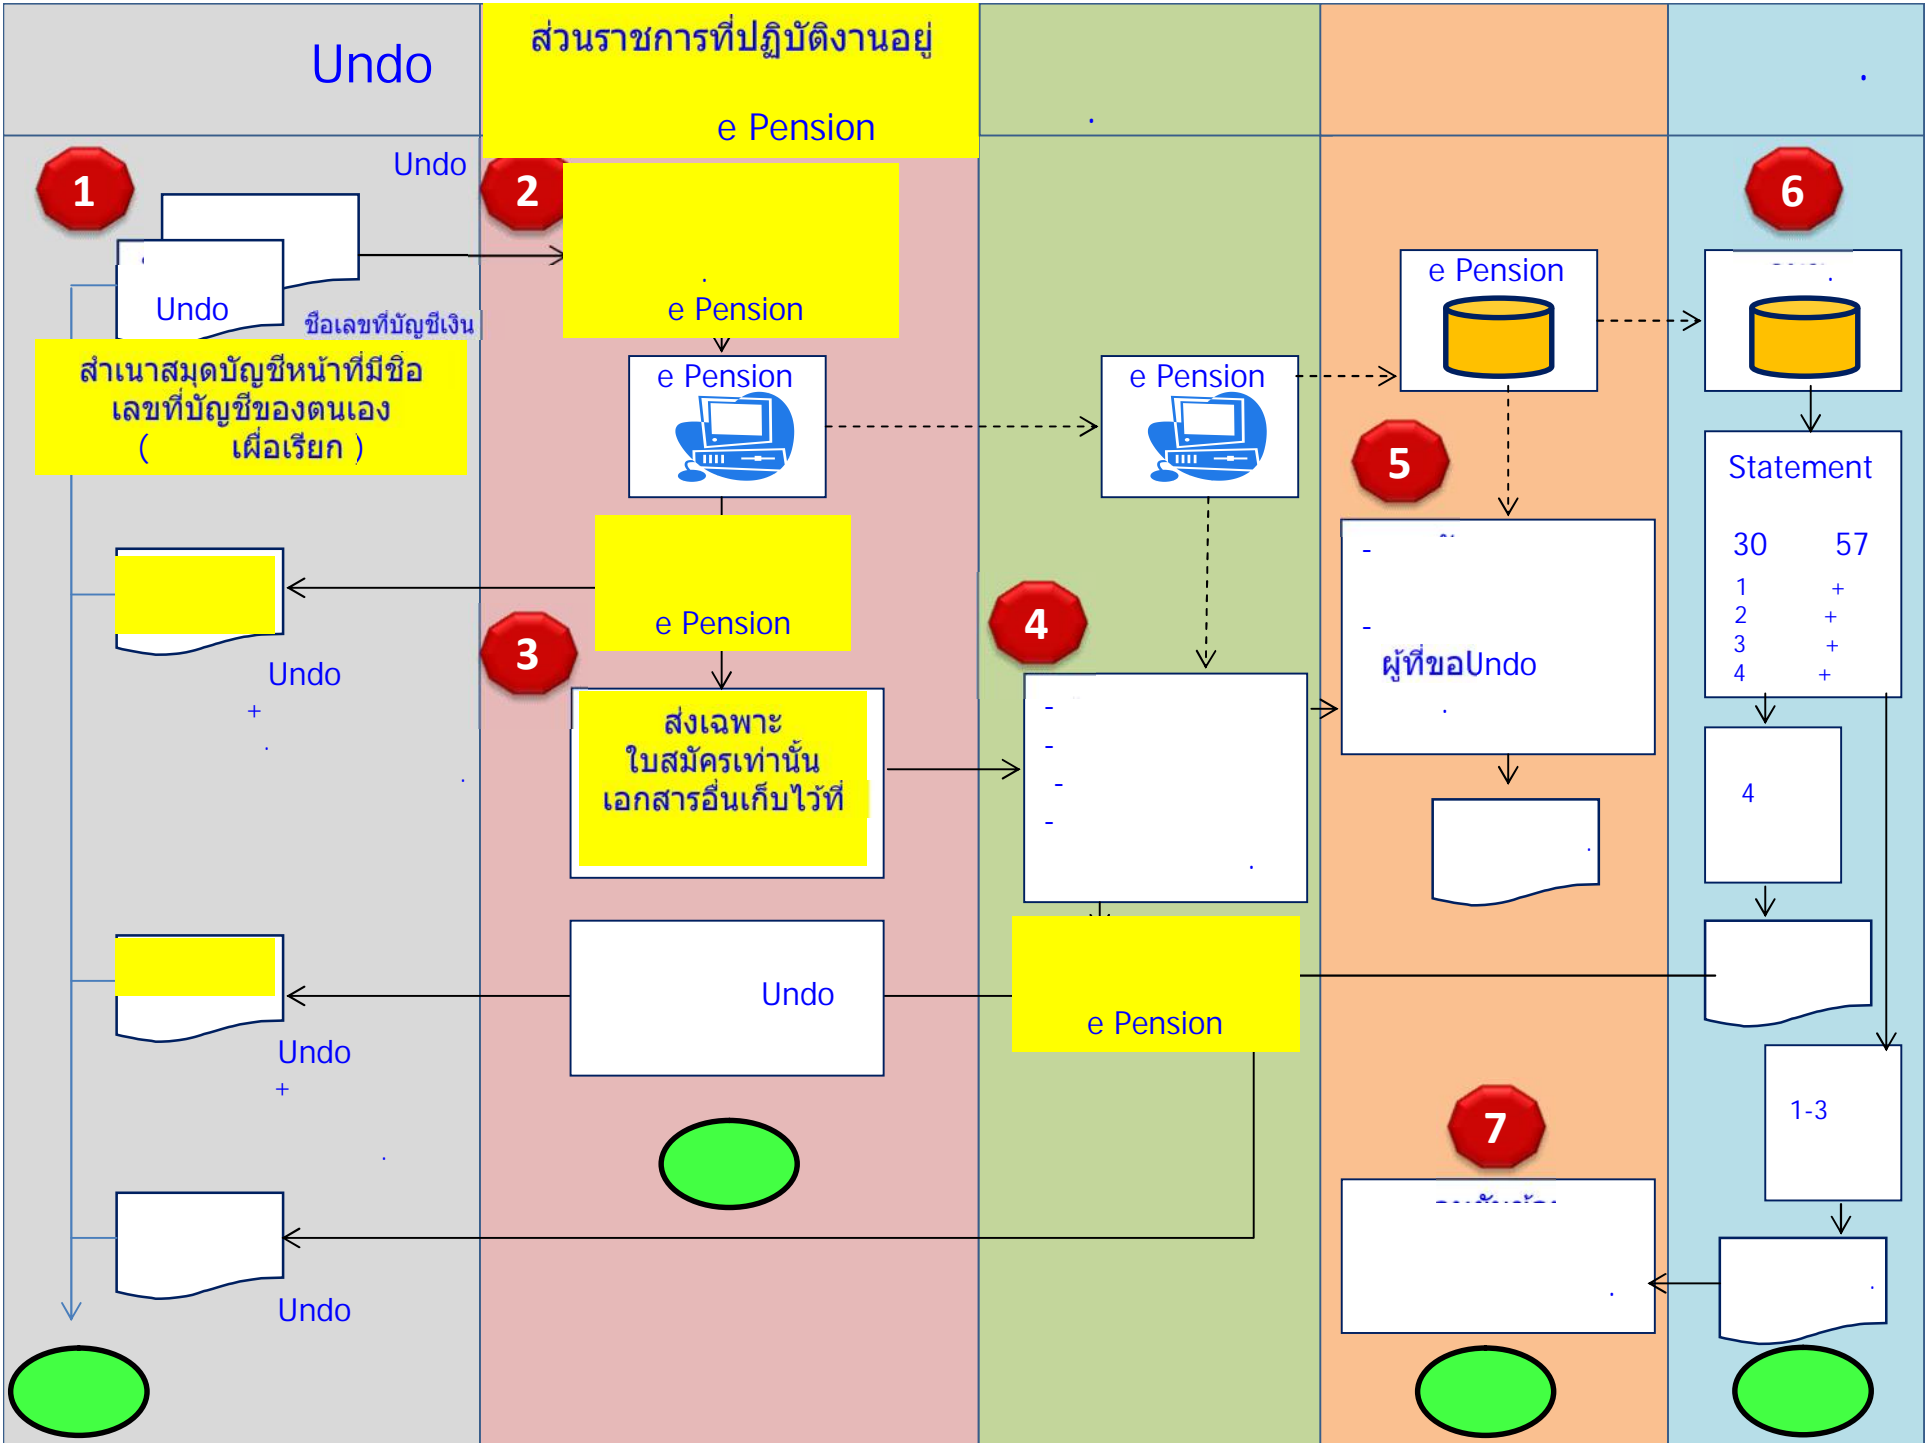 Undo
ส่วนราชการที่ปฏิบัติงานอยู่
e Pension
1
Undo
Undo
ชื่อเลขที่บัญชีเงิน
สำเนาสมุดบัญชีหน้าที่มีชื่อ
เลขที่บัญชีของตนเอง
( เผื่อเรียก )
Undo
+
Undo
+
Undo
2
e Pension
e Pension
e Pension
3
ส่งเฉพาะ
ใบสมัครเท่านั้น
เอกสารอื่นเก็บไว้ที่
Undo
e Pension
4
-
-
-
-
e Pension
e Pension
5
-
-
ผู้ที่ขอUndo
7
6
Statement
30 57
1 +
2 +
3 +
4 +
4
1-3